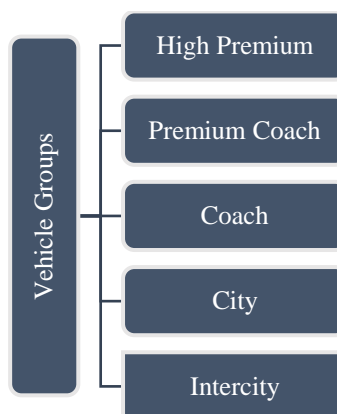 Vehicle Groups
High Premium
Premium Coach
Coach
City
Intercity